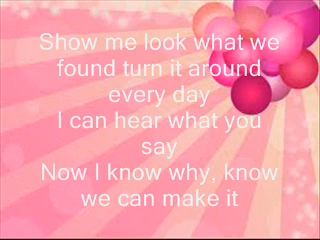 Show me look what we
found turn it around
every day
I can hear what you
say
Now I know why, know
we can make it